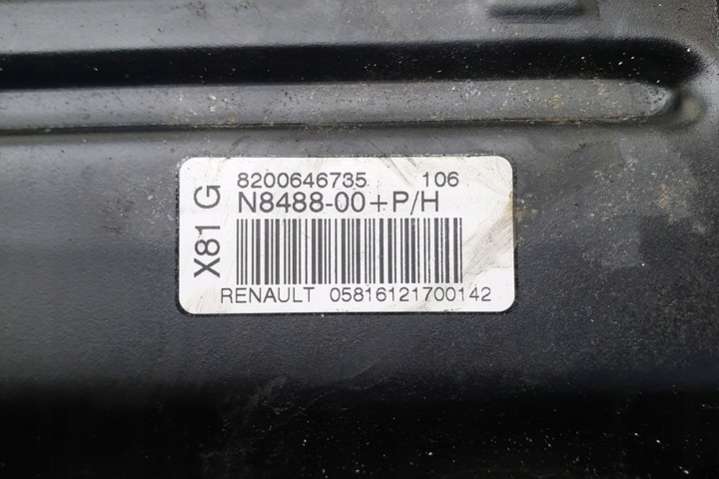 X81 G
8200646735 106
N8488-00+P/H
RENAULT 05816121700142